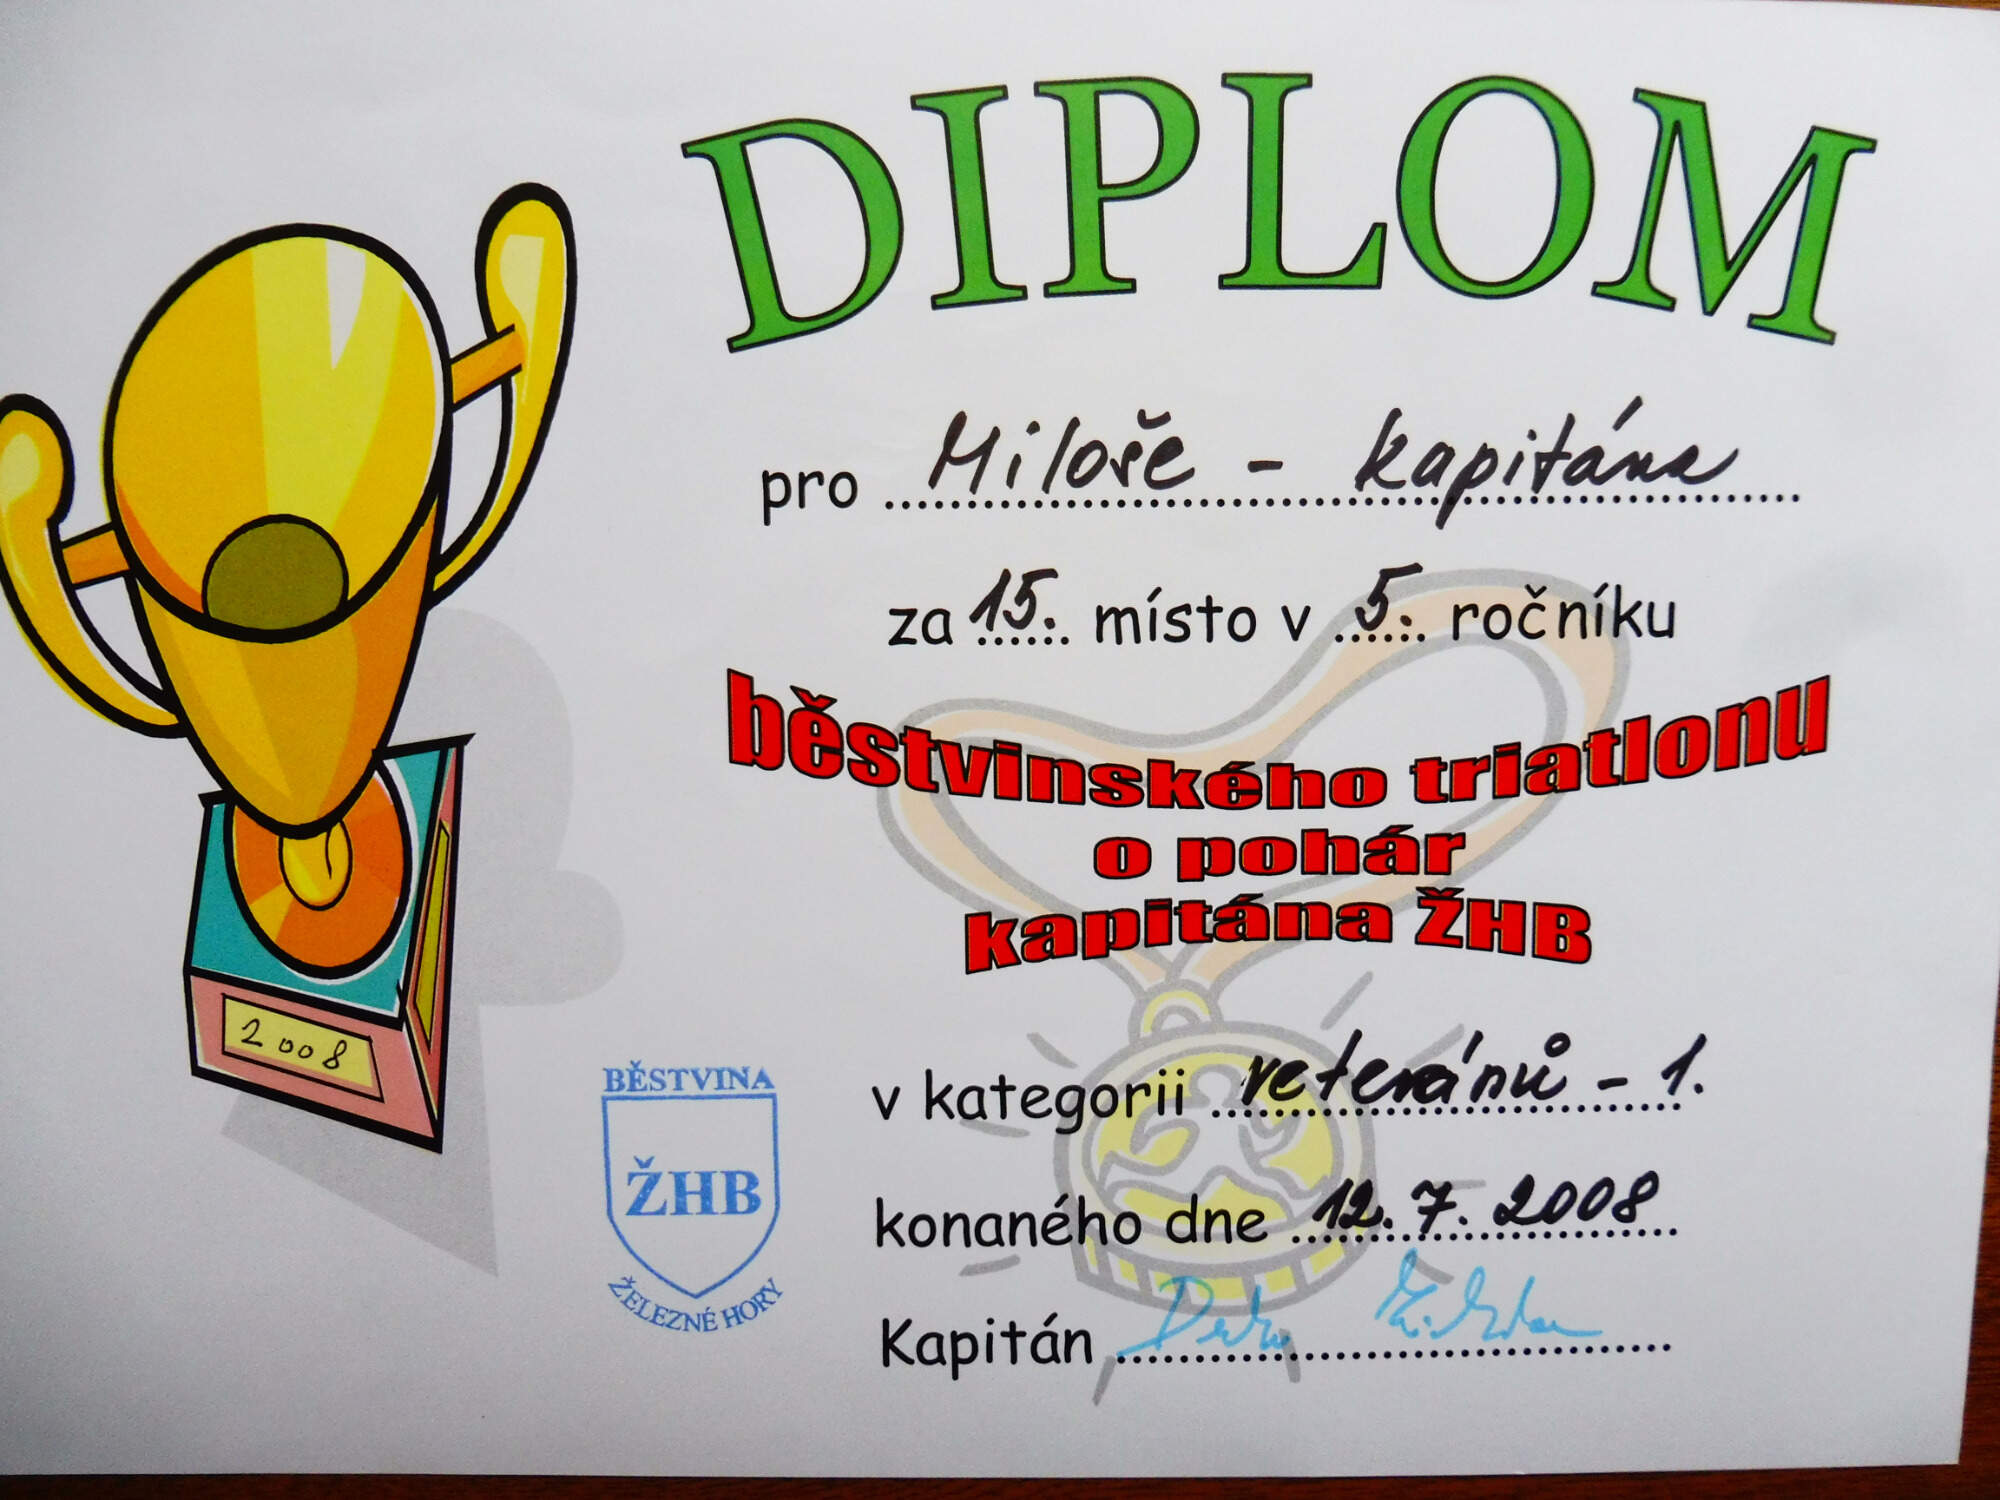 DIPLOM
pro Miloše - kapitána
za 15. místo v 5. ročníku
běstvinského triatlonu
o pohár
kapitána ŽHB
v kategorii veteránů - 1.
konaného dne 12. 7. 2008
Kapitán
2008
BĚSTVINA
ŽHB
ŽELEZNÉ HORY